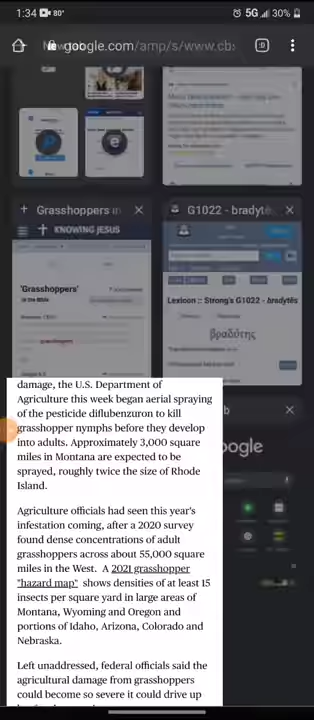 1:34
80°
5G
30%
google.com/amp/s/www.cb
:D
+ Grasshoppers in
×
G1022 - bradytē
×
KNOWING JESUS
'Grasshoppers'
in the Bible
Lexicon :: Strong's G1022 - bradytēs
βραδύτης
damage, the U.S. Department of
Agriculture this week began aerial spraying
of the pesticide diflubenzuron to kill
grasshopper nymphs before they develop
into adults. Approximately 3,000 square
miles in Montana are expected to be
sprayed, roughly twice the size of Rhode
Island.
Agriculture officials had seen this year's
infestation coming, after a 2020 survey
found dense concentrations of adult
grasshoppers across about 55,000 square
miles in the West. A 2021 grasshopper
"hazard map" shows densities of at least 15
insects per square yard in large areas of
Montana, Wyoming and Oregon and
portions of Idaho, Arizona, Colorado and
Nebraska.
Left unaddressed, federal officials said the
agricultural damage from grasshoppers
could become so severe it could drive up
b
×
ogle